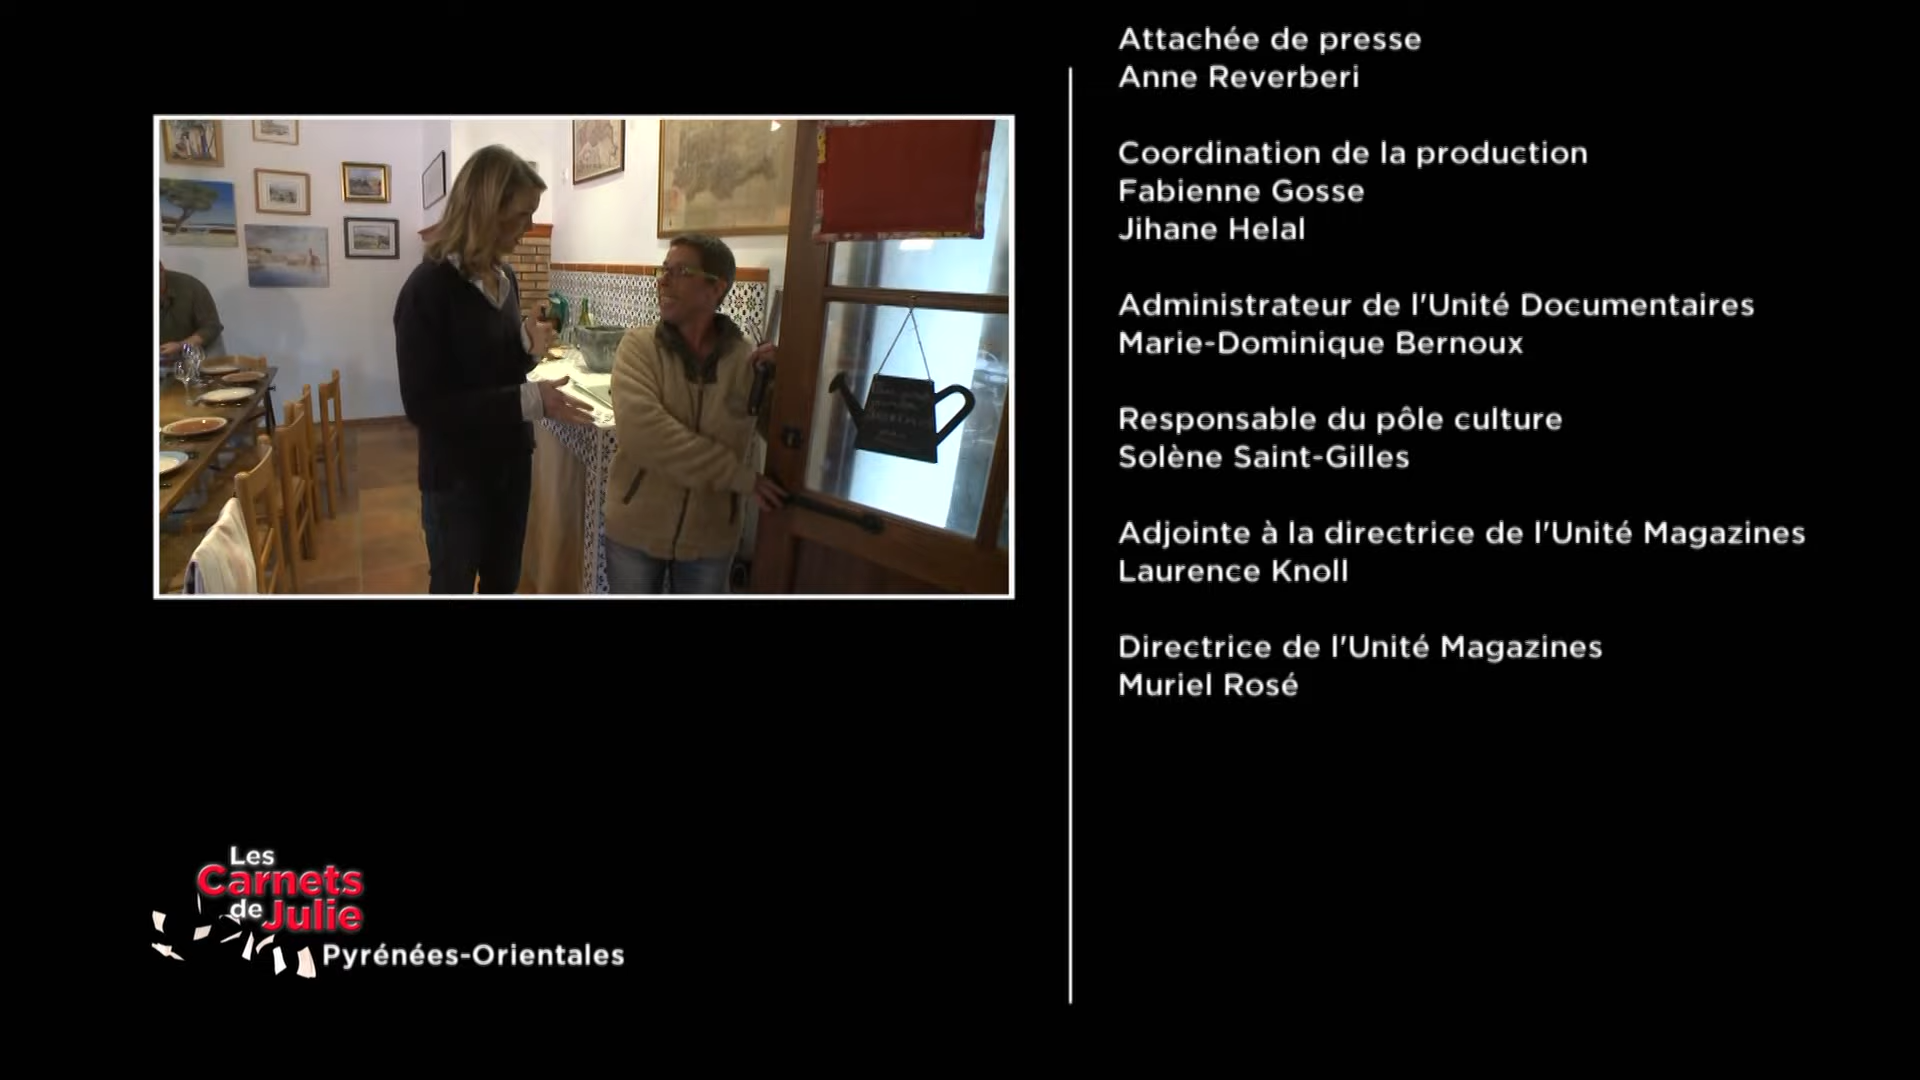 Attachée de presse
Anne Reverberi
Coordination de la production
Fabienne Gosse
Jihane Helal
Administrateur de l'Unité Documentaires
Marie-Dominique Bernoux
Responsable du pôle culture
Solène Saint-Gilles
Adjointe à la directrice de l'Unité Magazines
Laurence Knoll
Directrice de l'Unité Magazines
Muriel Rosé
Les
Carnets
de Julie
Pyrénées-Orientales